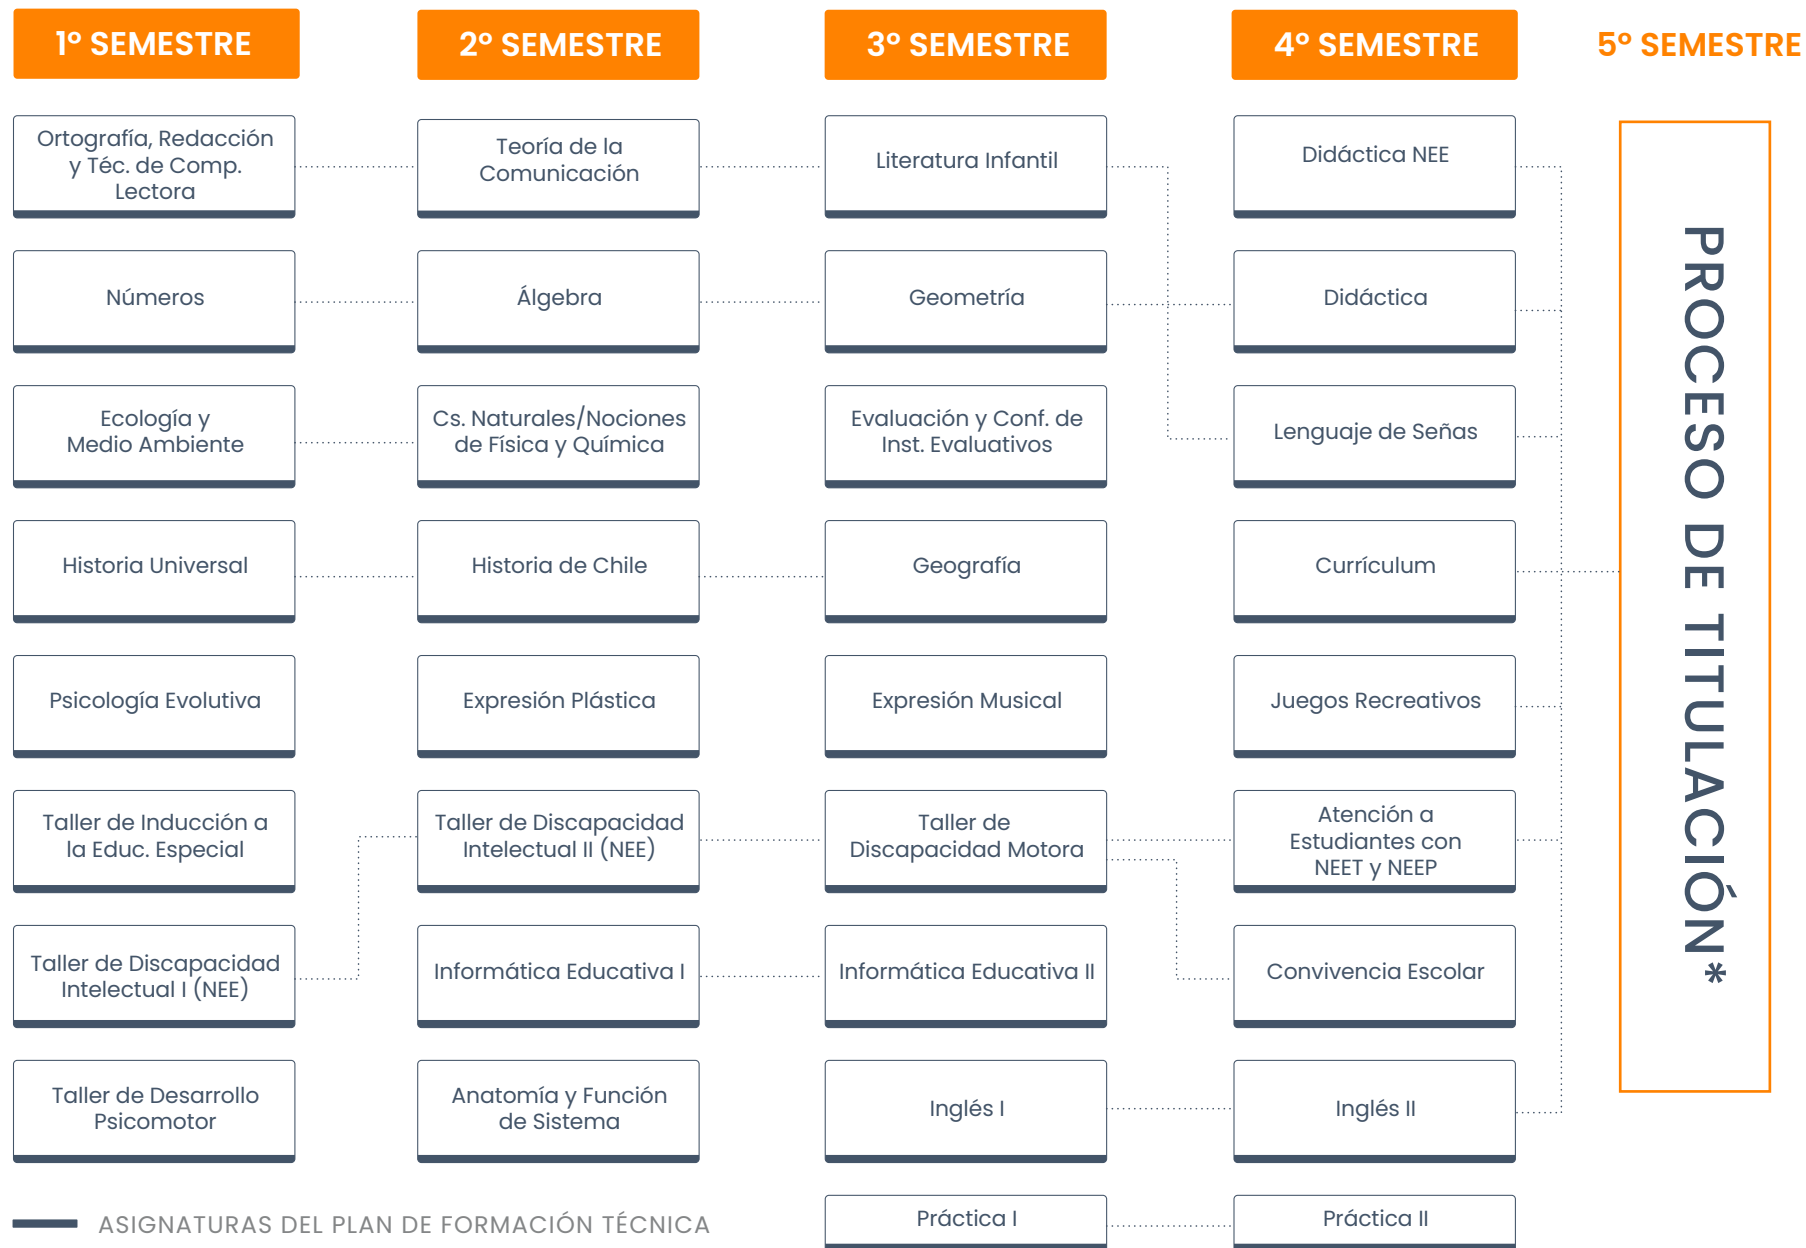 1º SEMESTRE
2º SEMESTRE
3º SEMESTRE
4º SEMESTRE
5º SEMESTRE
Ortografía, Redacción
y Téc. de Comp.
Lectora
Teoría de la
Comunicación
Literatura Infantil
Didáctica NEE
Números
Álgebra
Geometría
Didáctica
Ecología y
Medio Ambiente
Cs. Naturales/Nociones
de Física y Química
Evaluación y Conf. de
Inst. Evaluativos
Lenguaje de Señas
Historia Universal
Historia de Chile
Geografía
Currículum
Psicología Evolutiva
Expresión Plástica
Expresión Musical
Juegos Recreativos
Taller de Inducción a
la Educ. Especial
Taller de Discapacidad
Intelectual II (NEE)
Taller de
Discapacidad Motora
Atención a
Estudiantes con
NEET y NEEP
Taller de Discapacidad
Intelectual I (NEE)
Informática Educativa I
Informática Educativa II
Convivencia Escolar
Taller de Desarrollo
Psicomotor
Anatomía y Función
de Sistema
Inglés I
Inglés II
Práctica I
Práctica II
PROCESO DE TITULACIÓN*
ASIGNATURAS DEL PLAN DE FORMACIÓN TÉCNICA